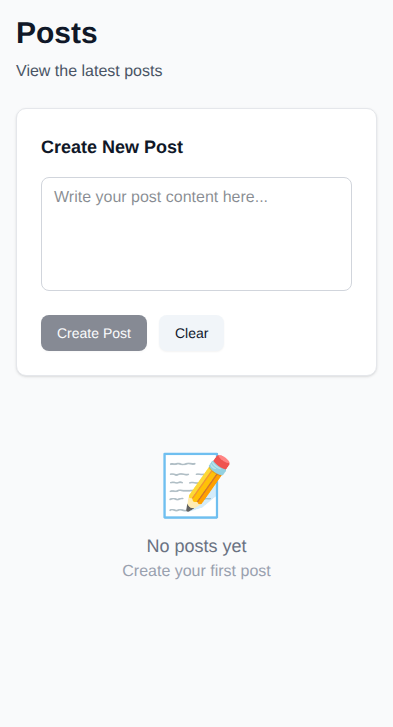 Posts
View the latest posts
Create New Post
Write your post content here...
Create Post
Clear
No posts yet
Create your first post